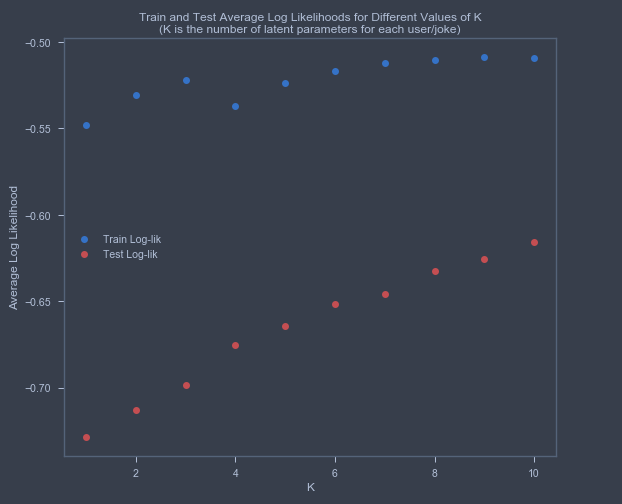 Train and Test Average Log Likelihoods for Different Values of K
(K is the number of latent parameters for each user/joke)
−0.50
−0.55
−0.60
−0.65
−0.70
Average Log Likelihood
Train Log-lik
Test Log-lik
2
4
6
8
10
K